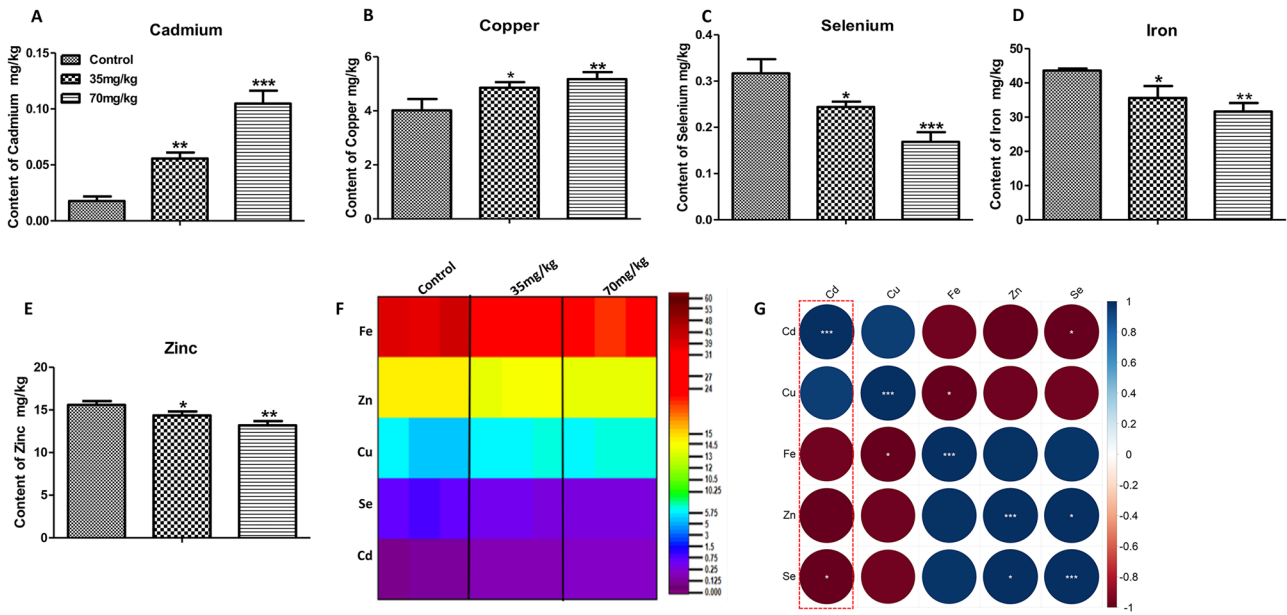 A
Cadmium
Content of Cadmium mg/kg
0.15
0.10
0.05
0.00
Control
35mg/kg
70mg/kg
**
***
B
Copper
Content of Copper mg/kg
6
4
2
0
*
**
C
Selenium
Content of Selenium mg/kg
0.3
0.2
0.1
0.0
*
***
D
Iron
Content of Iron mg/kg
50
40
30
20
10
0
*
**
E
Zinc
Content of Zinc mg/kg
20
15
10
5
0
*
**
F
Control
35mg/kg
70mg/kg
Fe
Zn
Cu
Se
Cd
60
53
48
43
39
31
27
24
15
14.5
13
12
10.5
10.25
5.75
5
3
1.5
0.75
0.25
0.125
0.000
G
Cd Cu Fe Zn Se
Cd *** *
Cu *** *
Fe * ***
Zn *** *
Se * * ***
1
0.8
0.6
0.4
0.2
0
-0.2
-0.4
-0.6
-0.8
-1